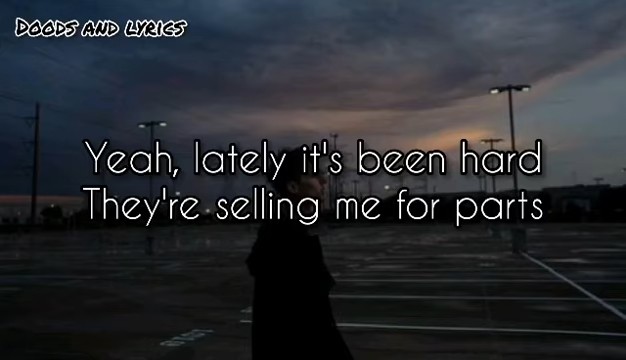 Doods and lyrics
Yeah, lately it's been hard
They're selling me for parts